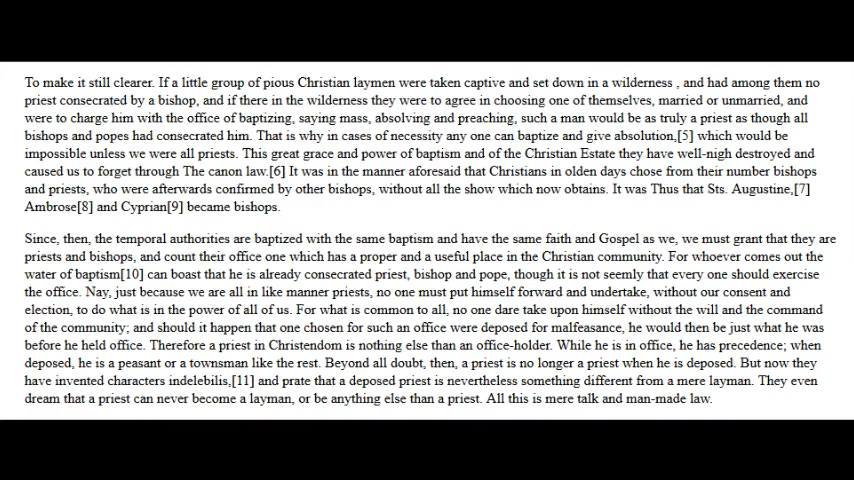 To make it still clearer. If a little group of pious Christian laymen were taken captive and set down in a wilderness , and had among them no
priest consecrated by a bishop, and if there in the wilderness they were to agree in choosing one of themselves, married or unmarried, and
were to charge him with the office of baptizing, saying mass, absolving and preaching, such a man would be as truly a priest as though all
bishops and popes had consecrated him. That is why in cases of necessity any one can baptize and give absolution,[5] which would be
impossible unless we were all priests. This great grace and power of baptism and of the Christian Estate they have well-nigh destroyed and
caused us to forget through The canon law.[6] It was in the manner aforesaid that Christians in olden days chose from their number bishops
and priests, who were afterwards confirmed by other bishops, without all the show which now obtains. It was Thus that Sts. Augustine,[7]
Ambrose[8] and Cyprian[9] became bishops.
Since, then, the temporal authorities are baptized with the same baptism and have the same faith and Gospel as we, we must grant that they are
priests and bishops, and count their office one which has a proper and a useful place in the Christian community. For whoever comes out the
water of baptism[10] can boast that he is already consecrated priest, bishop and pope, though it is not seemly that every one should exercise
the office. Nay, just because we are all in like manner priests, no one must put himself forward and undertake, without our consent and
election, to do what is in the power of all of us. For what is common to all, no one dare take upon himself without the will and the command
of the community; and should it happen that one chosen for such an office were deposed for malfeasance, he would then be just what he was
before he held office. Therefore a priest in Christendom is nothing else than an office-holder. While he is in office, he has precedence; when
deposed, he is a peasant or a townsman like the rest. Beyond all doubt, then, a priest is no longer a priest when he is deposed. But now they
have invented characters indelebilis,[11] and prate that a deposed priest is nevertheless something different from a mere layman. They even
dream that a priest can never become a layman, or be anything else than a priest. All this is mere talk and man-made law.